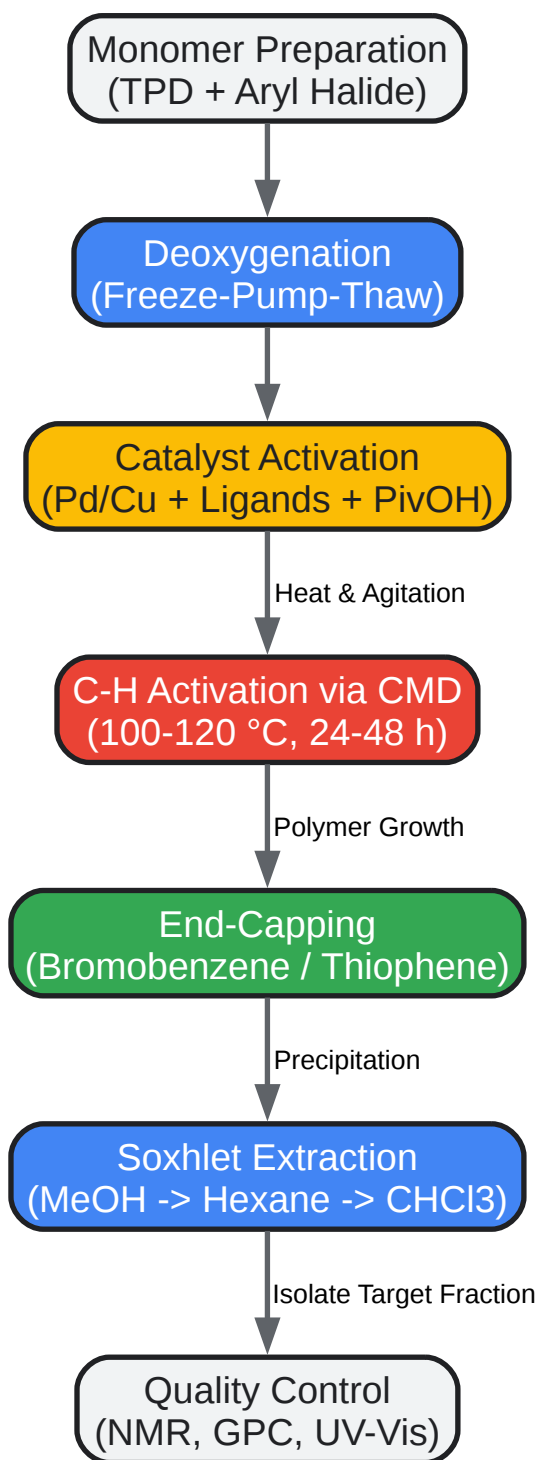 Monomer Preparation
(TPD + Aryl Halide)
Deoxygenation
(Freeze-Pump-Thaw)
Catalyst Activation
(Pd/Cu + Ligands + PivOH)
Heat & Agitation
C-H Activation via CMD
(100-120 °C, 24-48 h)
Polymer Growth
End-Capping
(Bromobenzene / Thiophene)
Precipitation
Soxhlet Extraction
(MeOH -> Hexane -> CHCl3)
Isolate Target Fraction
Quality Control
(NMR, GPC, UV-Vis)